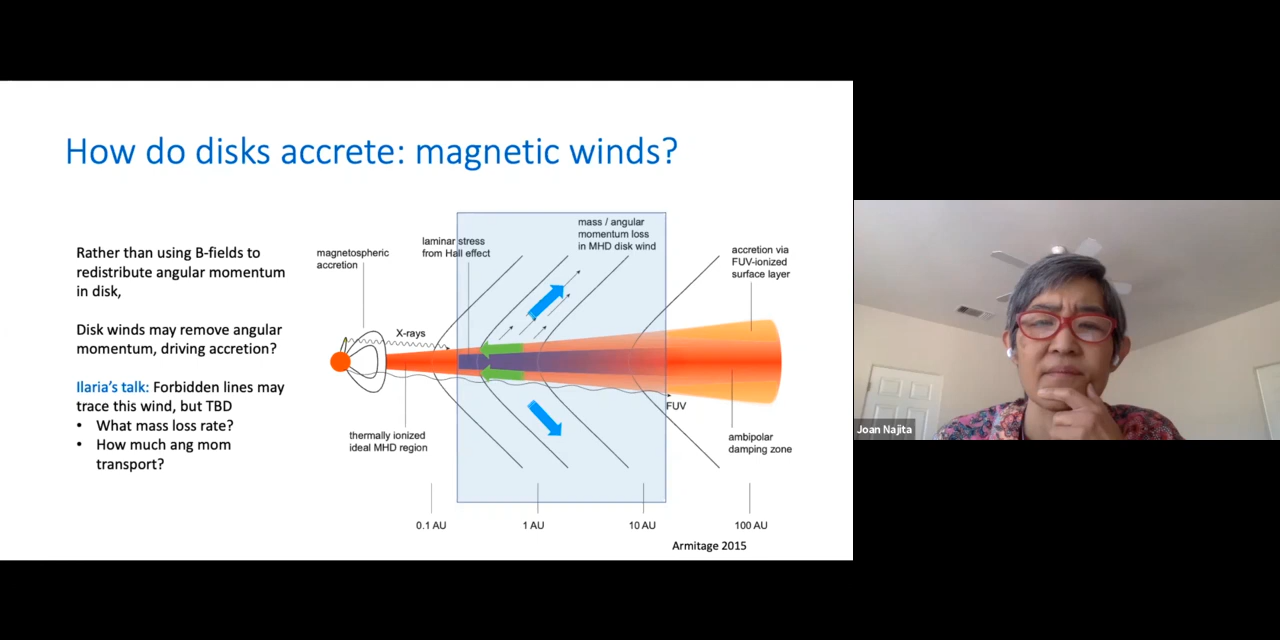 How do disks accrete: magnetic winds?
Rather than using B-fields to
redistribute angular momentum
in disk,
Disk winds may remove angular
momentum, driving accretion?
Ilaria's talk: Forbidden lines may
trace this wind, but TBD
• What mass loss rate?
• How much ang mom
transport?
magnetospheric
accretion
laminar stress
from Hall effect
mass / angular
momentum loss
in MHD disk wind
accretion via
FUV-ionized
surface layer
X-rays
FUV
thermally ionized
ideal MHD region
ambipolar
damping zone
0.1 AU
1 AU
10 AU
100 AU
Armitage 2015
Joan Najita